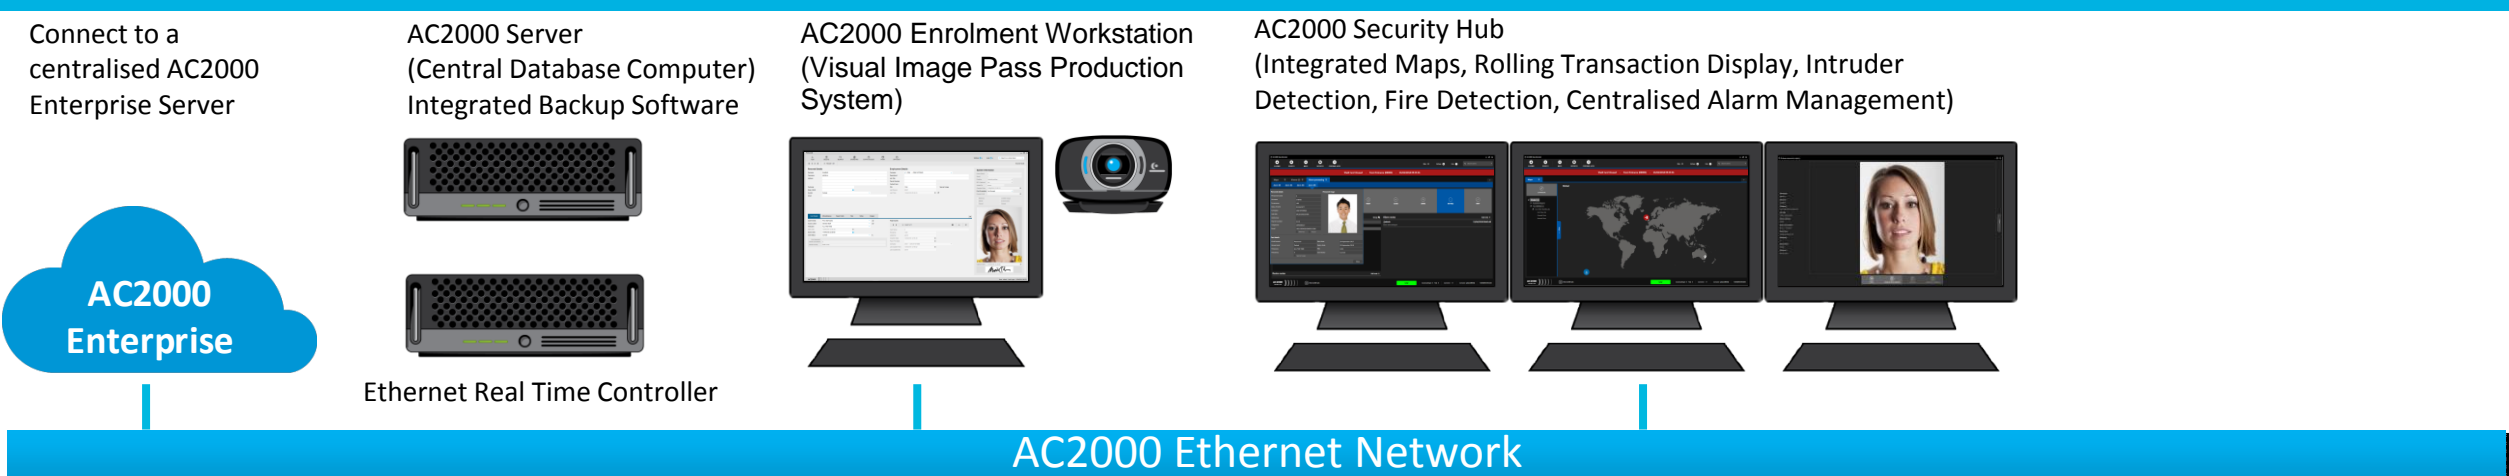 Connect to a
centralised AC2000
Enterprise Server
AC2000 Server
(Central Database Computer)
Integrated Backup Software
AC2000 Enrolment Workstation
(Visual Image Pass Production
System)
AC2000 Security Hub
(Integrated Maps, Rolling Transaction Display, Intruder
Detection, Fire Detection, Centralised Alarm Management)
AC2000
Enterprise
Ethernet Real Time Controller
AC2000 Ethernet Network